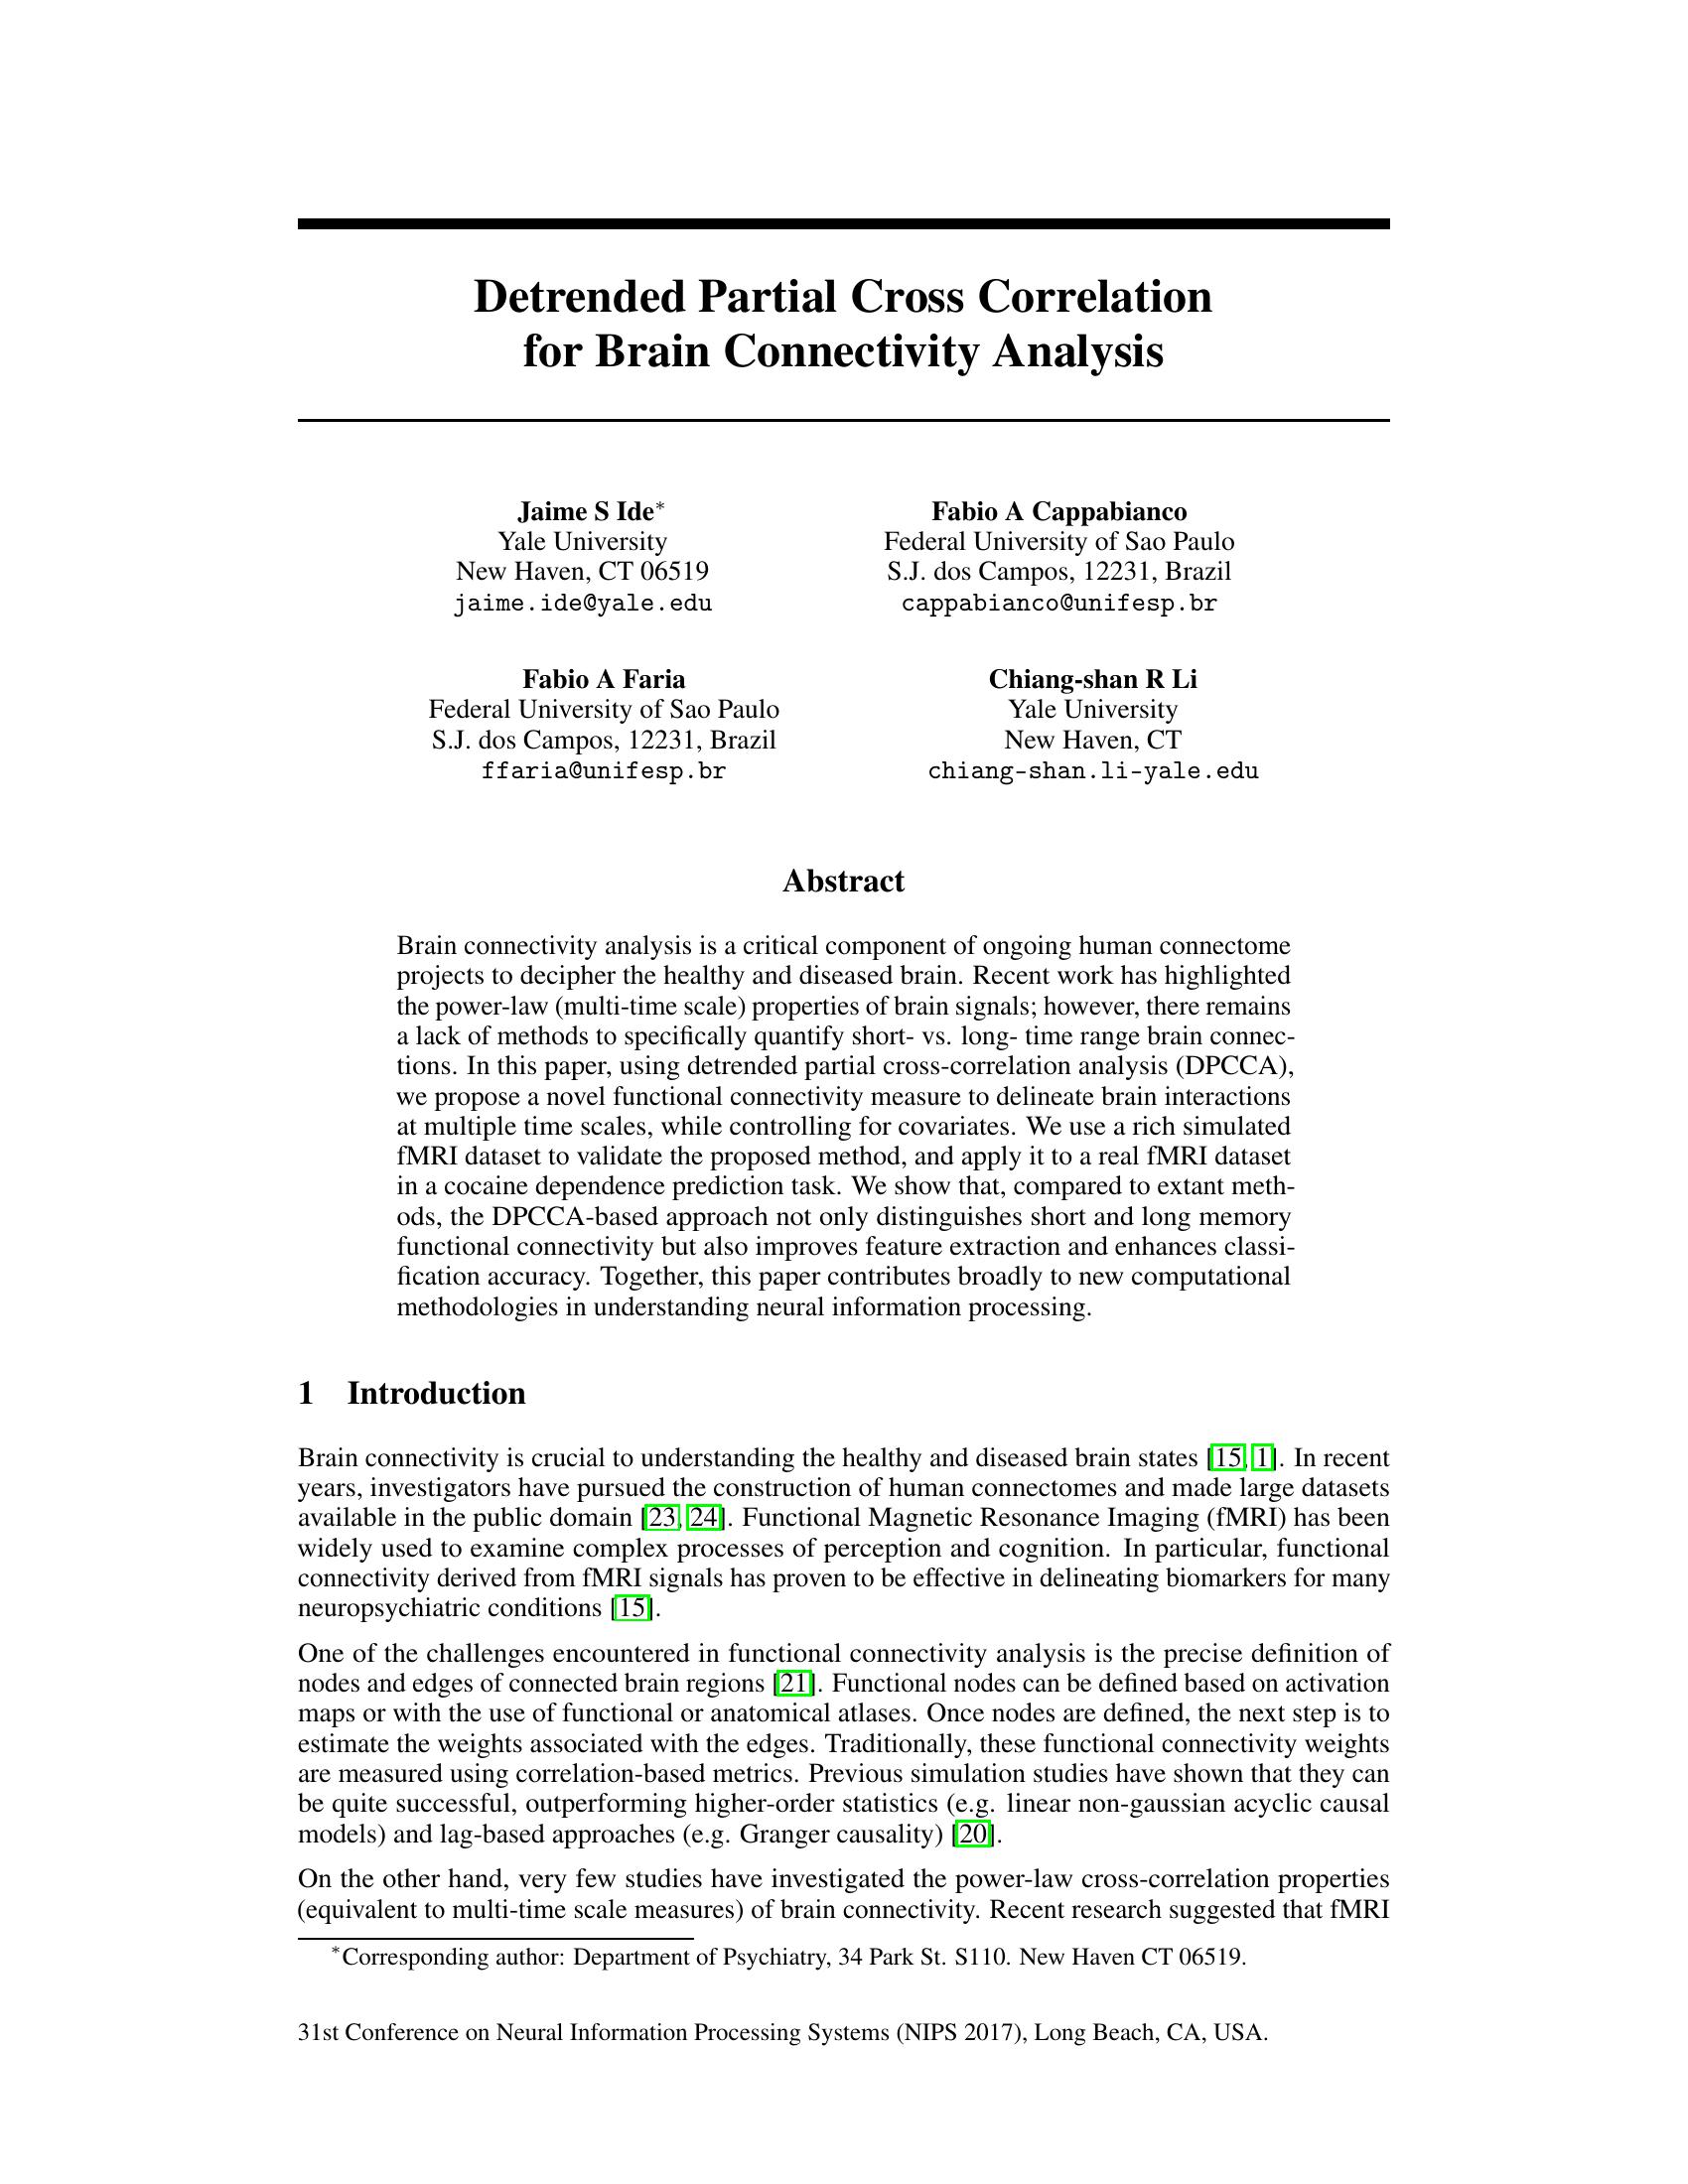 Detrended Partial Cross Correlation
for Brain Connectivity Analysis
Jaime S Ide*
Yale University
New Haven, CT 06519
jaime.ide@yale.edu
Fabio A Cappabianco
Federal University of Sao Paulo
S.J. dos Campos, 12231, Brazil
cappabianco@unifesp.br
Fabio A Faria
Federal University of Sao Paulo
S.J. dos Campos, 12231, Brazil
ffaria@unifesp.br
Chiang-shan R Li
Yale University
New Haven, CT
chiang-shan.li-yale.edu
Abstract
Brain connectivity analysis is a critical component of ongoing human connectome
projects to decipher the healthy and diseased brain. Recent work has highlighted
the power-law (multi-time scale) properties of brain signals; however, there remains
a lack of methods to specifically quantify short- vs. long- time range brain connec-
tions. In this paper, using detrended partial cross-correlation analysis (DPCCA),
we propose a novel functional connectivity measure to delineate brain interactions
at multiple time scales, while controlling for covariates. We use a rich simulated
fMRI dataset to validate the proposed method, and apply it to a real fMRI dataset
in a cocaine dependence prediction task. We show that, compared to extant meth-
ods, the DPCCA-based approach not only distinguishes short and long memory
functional connectivity but also improves feature extraction and enhances classi-
fication accuracy. Together, this paper contributes broadly to new computational
methodologies in understanding neural information processing.
1 Introduction
Brain connectivity is crucial to understanding the healthy and diseased brain states [15, 1]. In recent
years, investigators have pursued the construction of human connectomes and made large datasets
available in the public domain [23, 24]. Functional Magnetic Resonance Imaging (fMRI) has been
widely used to examine complex processes of perception and cognition. In particular, functional
connectivity derived from fMRI signals has proven to be effective in delineating biomarkers for many
neuropsychiatric conditions [15].
One of the challenges encountered in functional connectivity analysis is the precise definition of
nodes and edges of connected brain regions [21]. Functional nodes can be defined based on activation
maps or with the use of functional or anatomical atlases. Once nodes are defined, the next step is to
estimate the weights associated with the edges. Traditionally, these functional connectivity weights
are measured using correlation-based metrics. Previous simulation studies have shown that they can
be quite successful, outperforming higher-order statistics (e.g. linear non-gaussian acyclic causal
models) and lag-based approaches (e.g. Granger causality) [20].
On the other hand, very few studies have investigated the power-law cross-correlation properties
(equivalent to multi-time scale measures) of brain connectivity. Recent research suggested that fMRI
*Corresponding author: Department of Psychiatry, 34 Park St. S110. New Haven CT 06519.
31st Conference on Neural Information Processing Systems (NIPS 2017), Long Beach, CA, USA.